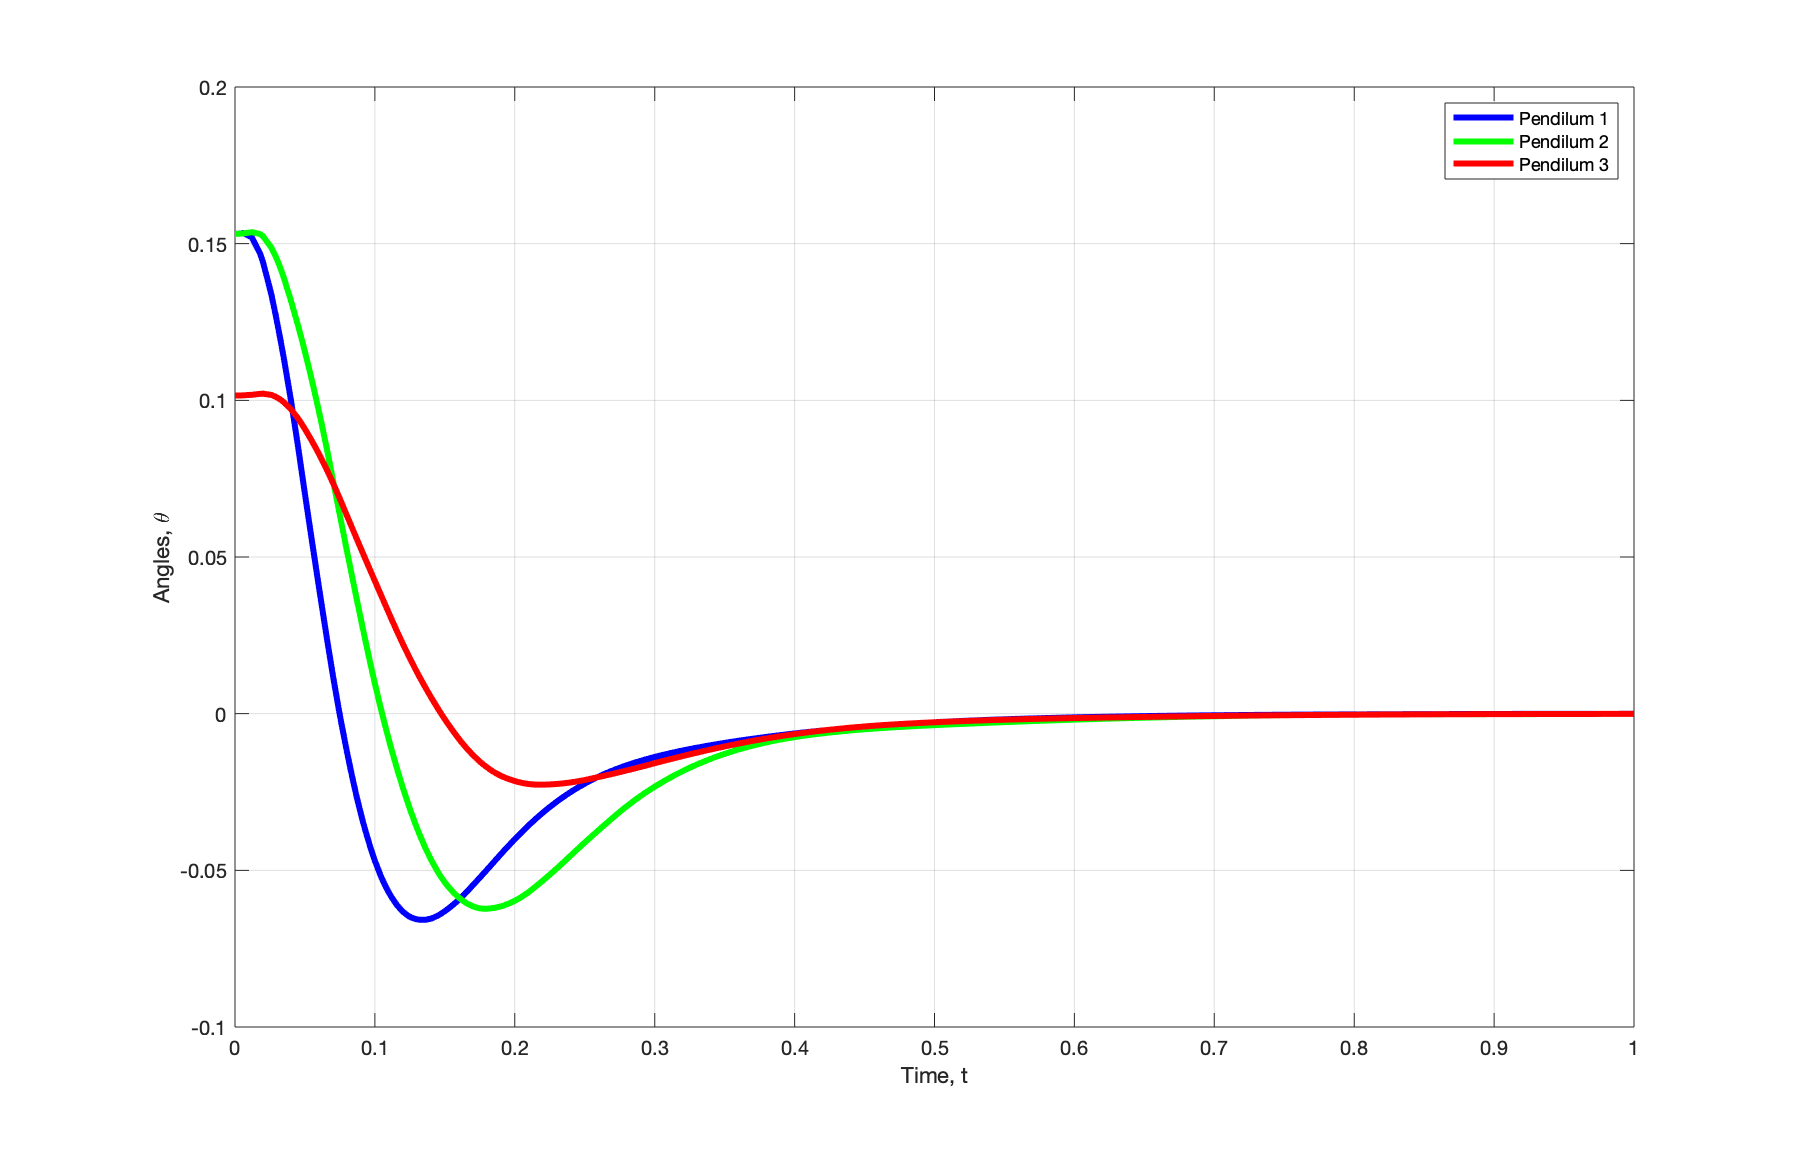 0.2
0.15
0.1
0.05
0
-0.05
-0.1
Angles, θ
0 0.1 0.2 0.3 0.4 0.5 0.6 0.7 0.8 0.9 1
Time, t
Pendilum 1
Pendilum 2
Pendilum 3